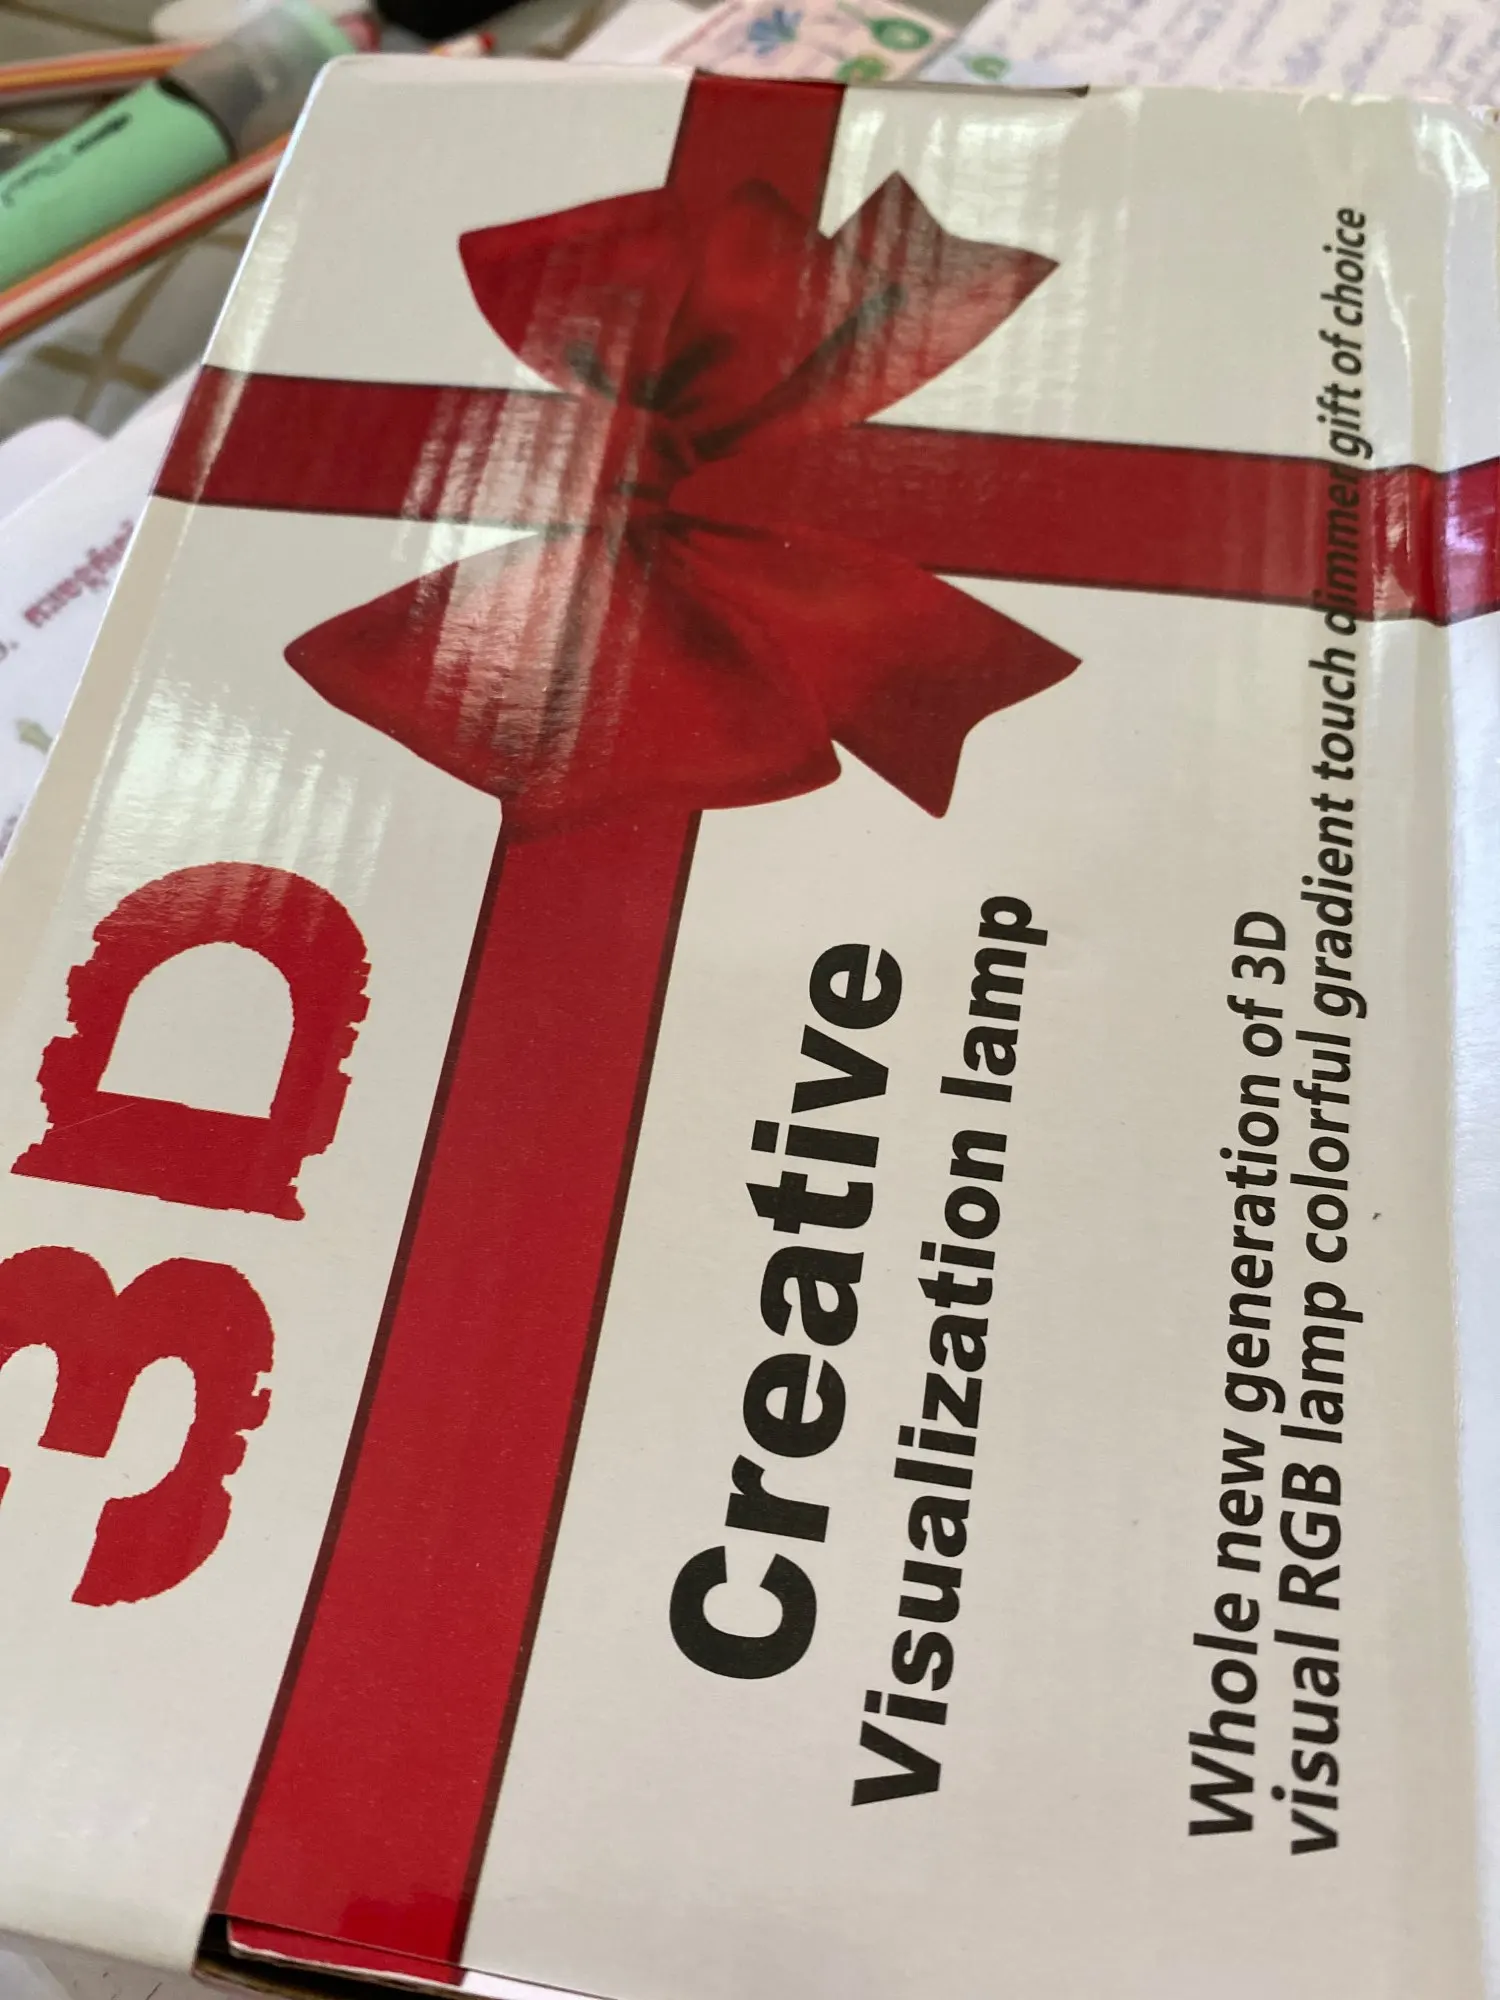 3D
Creative
Visualization lamp
Whole new generation of 3D
visual RGB lamp colorful gradient touch dimmer gift of choice